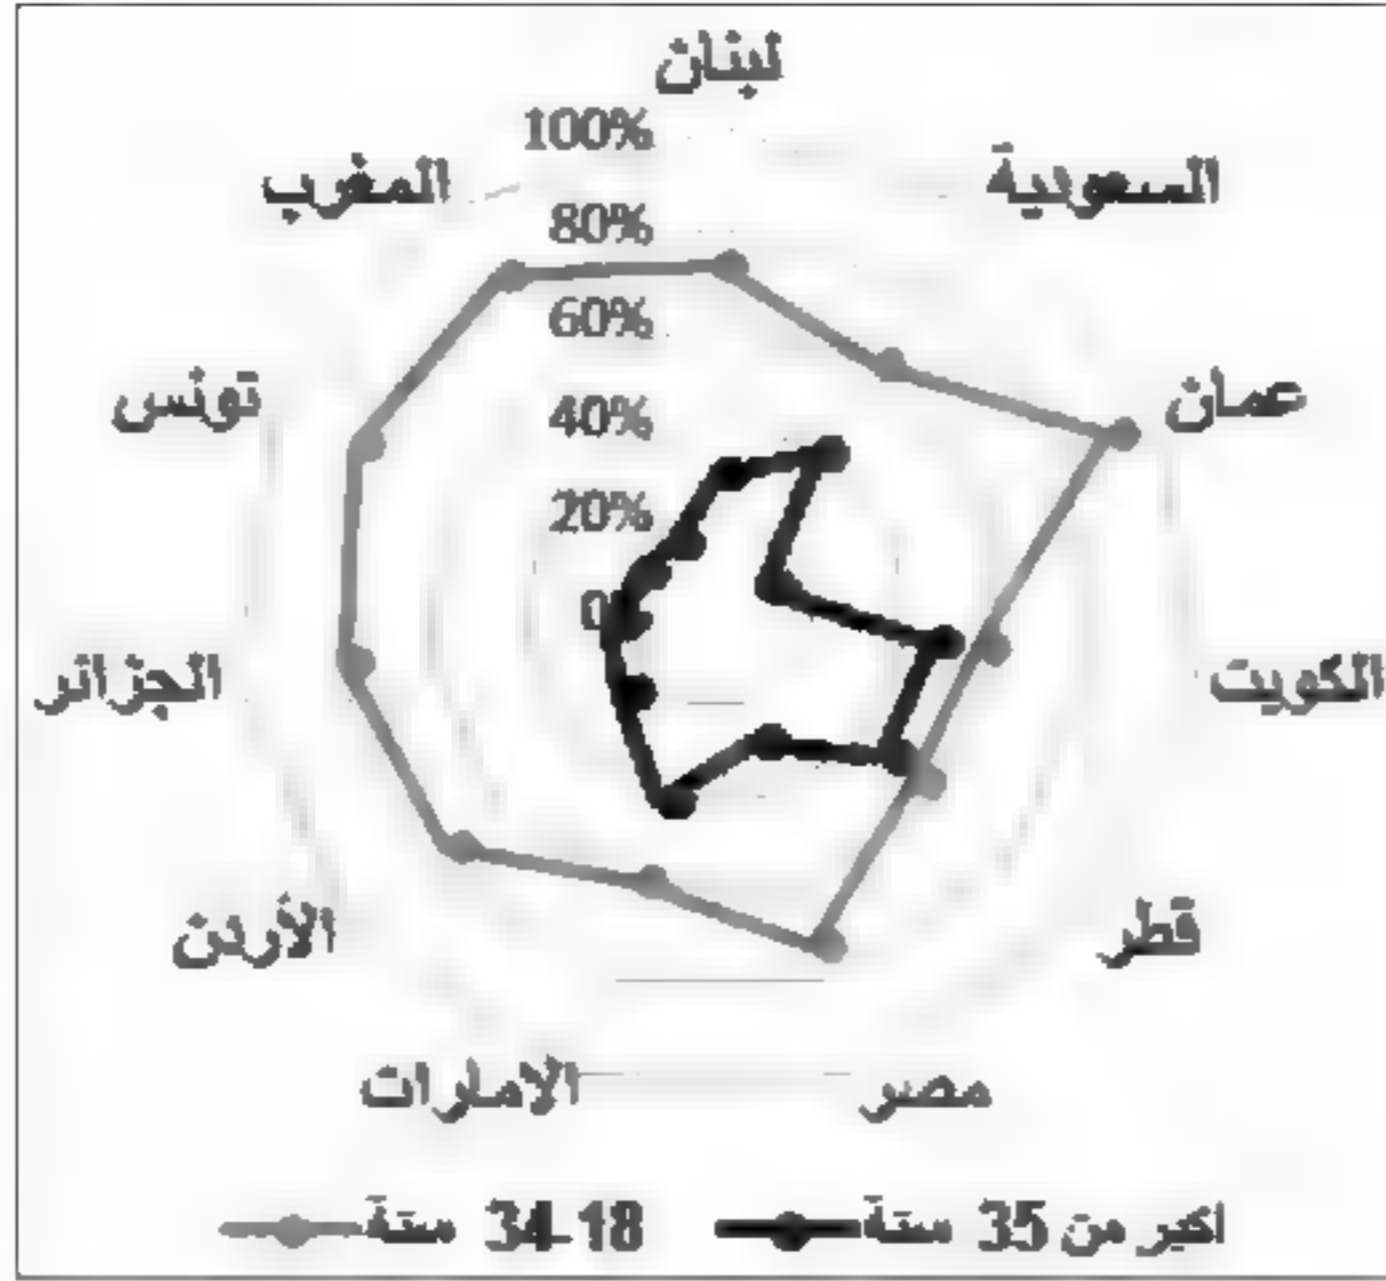 لبنان
100%
السعودية
المغرب
80%
60%
عمان
تونس
40%
20%
0%
الكويت
الجزائر
قطر
الأردن
مصر
الامارات
اكبر من 35 سنة
34-18 سنة